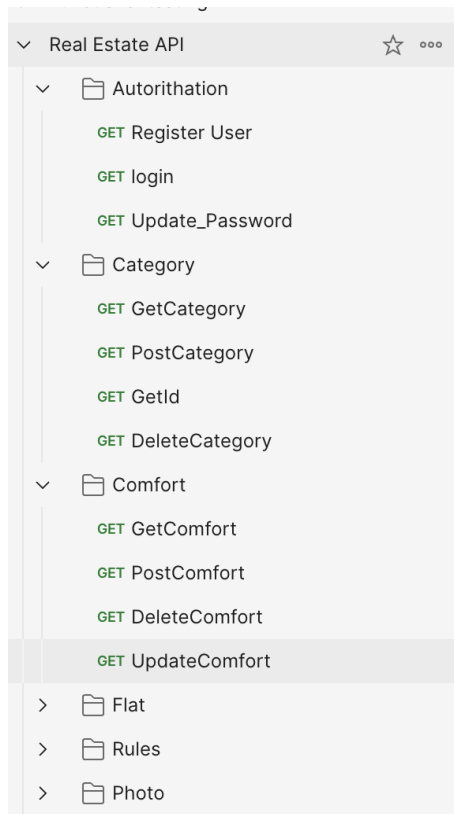 Real Estate API
Autorithation
GET Register User
GET login
GET Update_Password
Category
GET GetCategory
GET PostCategory
GET GetId
GET DeleteCategory
Comfort
GET GetComfort
GET PostComfort
GET DeleteComfort
GET UpdateComfort
Flat
Rules
Photo